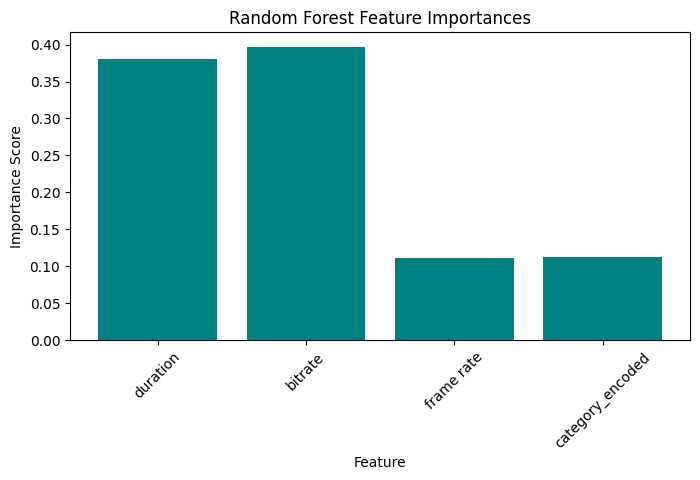 Random Forest Feature Importances
Importance Score
0.40
0.35
0.30
0.25
0.20
0.15
0.10
0.05
0.00
duration
bitrate
frame rate
category_encoded
Feature